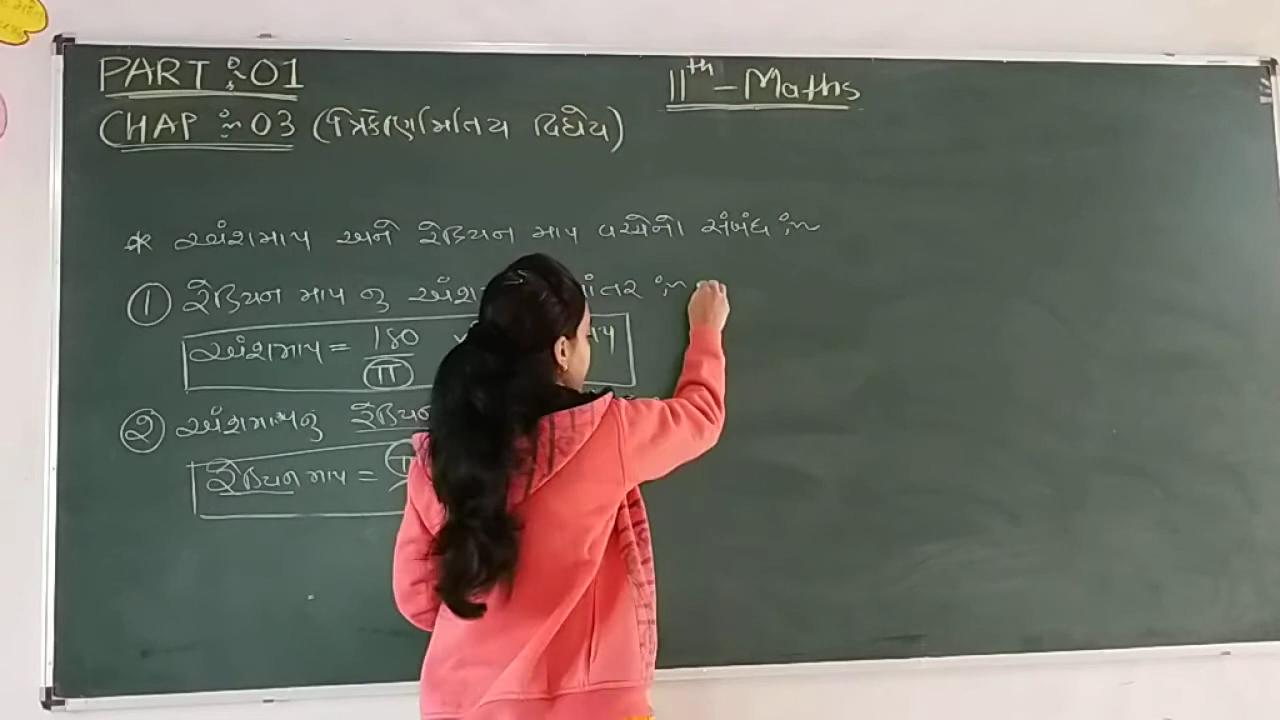 PART :~ 01
11th - Maths
CHAP :~ 03 (ત્રિકોણમિતિય વિધેય)
* અંશમાપ અને રેડિયન માપ વચ્ચેનો સંબંધ :~
① રેડિયન માપ નુ અંશ :~
અંશમાપ = 180 / π
② અંશમાપનું રેડિયન
રેડિયન માપ =